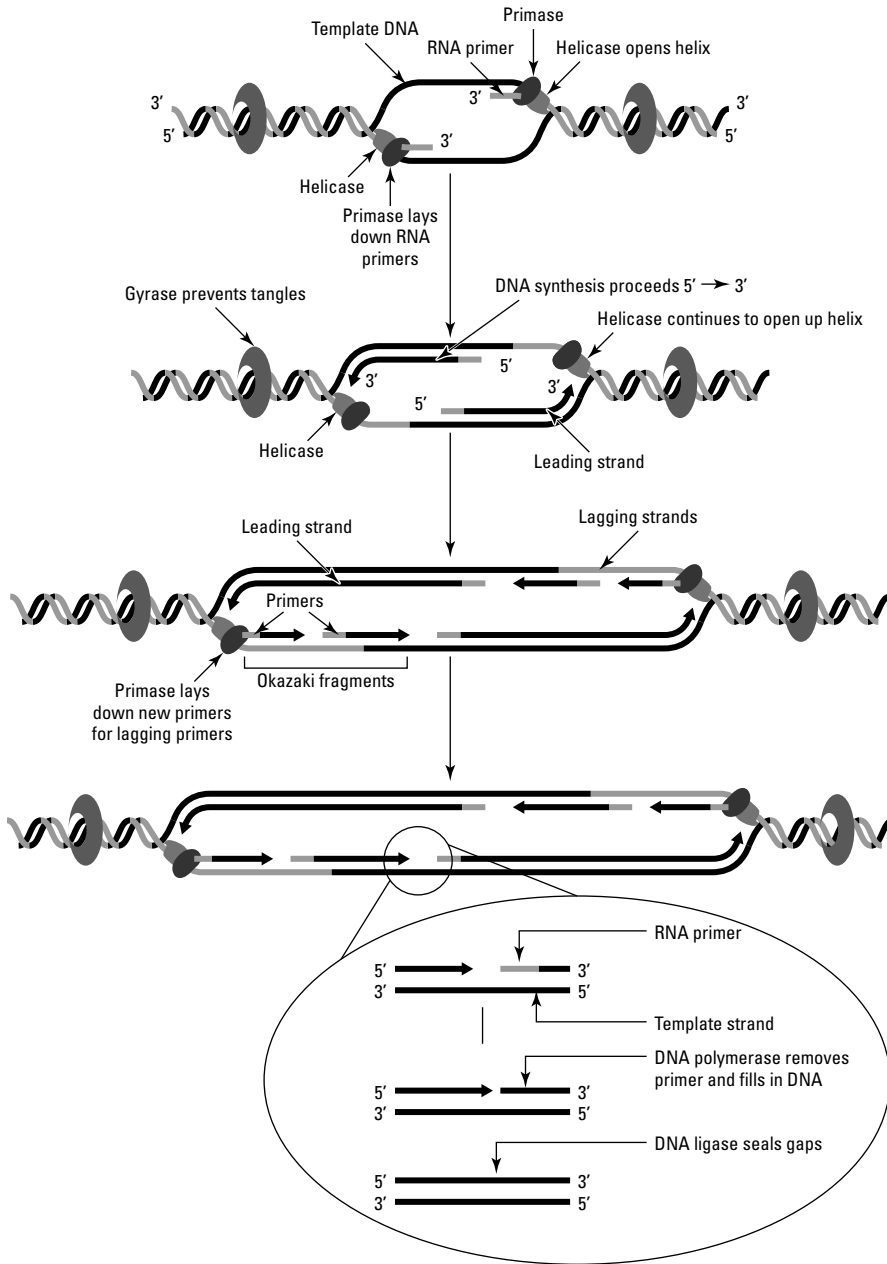 Primase
Template DNA
RNA primer
Helicase opens helix
3′
3′
3′
5′
5′
3′
Helicase
Primase lays
down RNA
primers
DNA synthesis proceeds 5′ → 3′
Gyrase prevents tangles
Helicase continues to open up helix
5′
3′
3′
5′
Helicase
Leading strand
Leading strand
Lagging strands
Primers
Okazaki fragments
Primase lays
down new primers
for lagging primers
RNA primer
5′
3′
3′
5′
Template strand
DNA polymerase removes
primer and fills in DNA
5′
3′
3′
5′
DNA ligase seals gaps
5′
3′
3′
5′